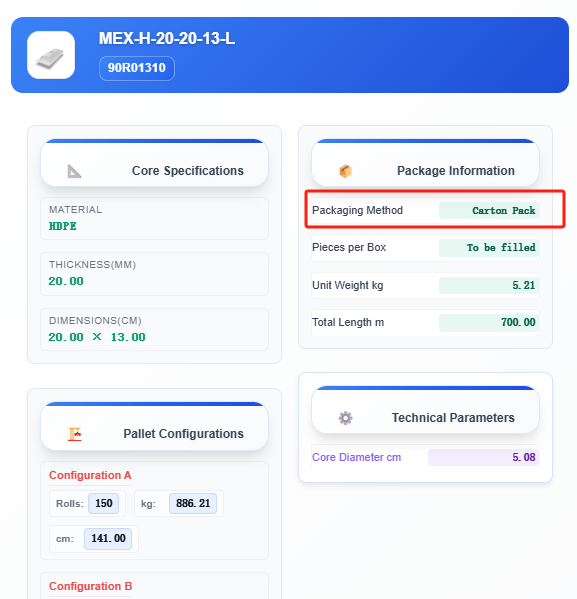 MEX-H-20-20-13-L
90R01310
Core Specifications
MATERIAL
HDPE
THICKNESS(MM)
20.00
DIMENSIONS(CM)
20.00 × 13.00
Package Information
Packaging Method Carton Pack
Pieces per Box To be filled
Unit Weight kg 5.21
Total Length m 700.00
Pallet Configurations
Configuration A
Rolls: 150 kg: 886.21
cm: 141.00
Configuration B
Technical Parameters
Core Diameter cm 5.08